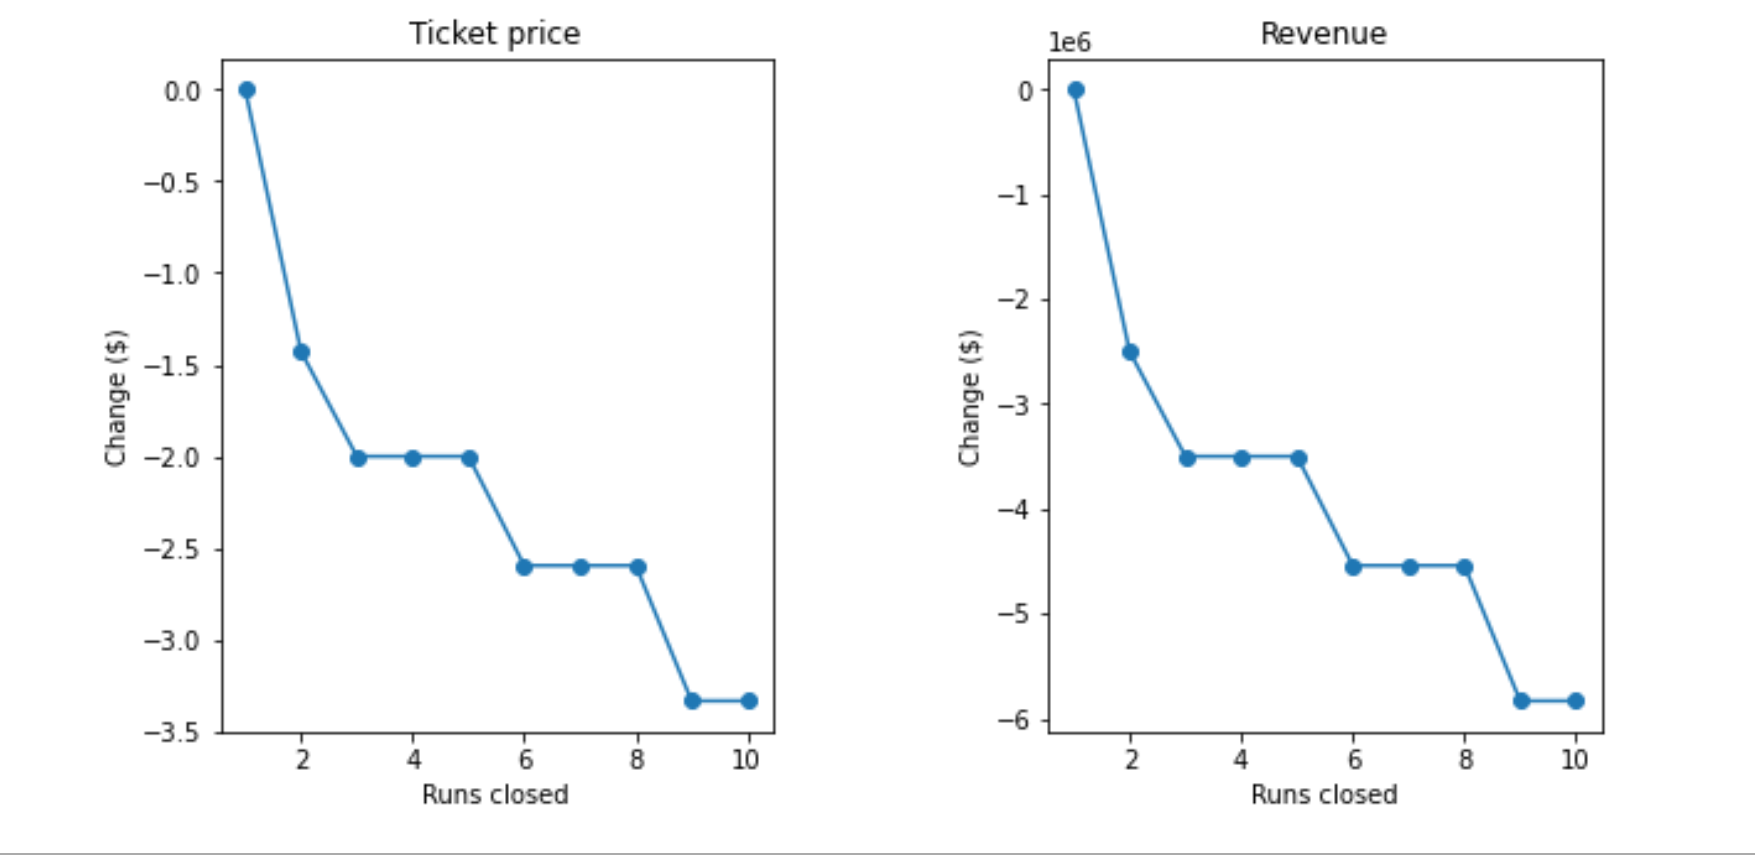 Ticket price
0.0
−0.5
−1.0
−1.5
−2.0
−2.5
−3.0
−3.5
Change ($)
2 4 6 8 10
Runs closed
Revenue
1e6
0
−1
−2
−3
−4
−5
−6
Change ($)
2 4 6 8 10
Runs closed